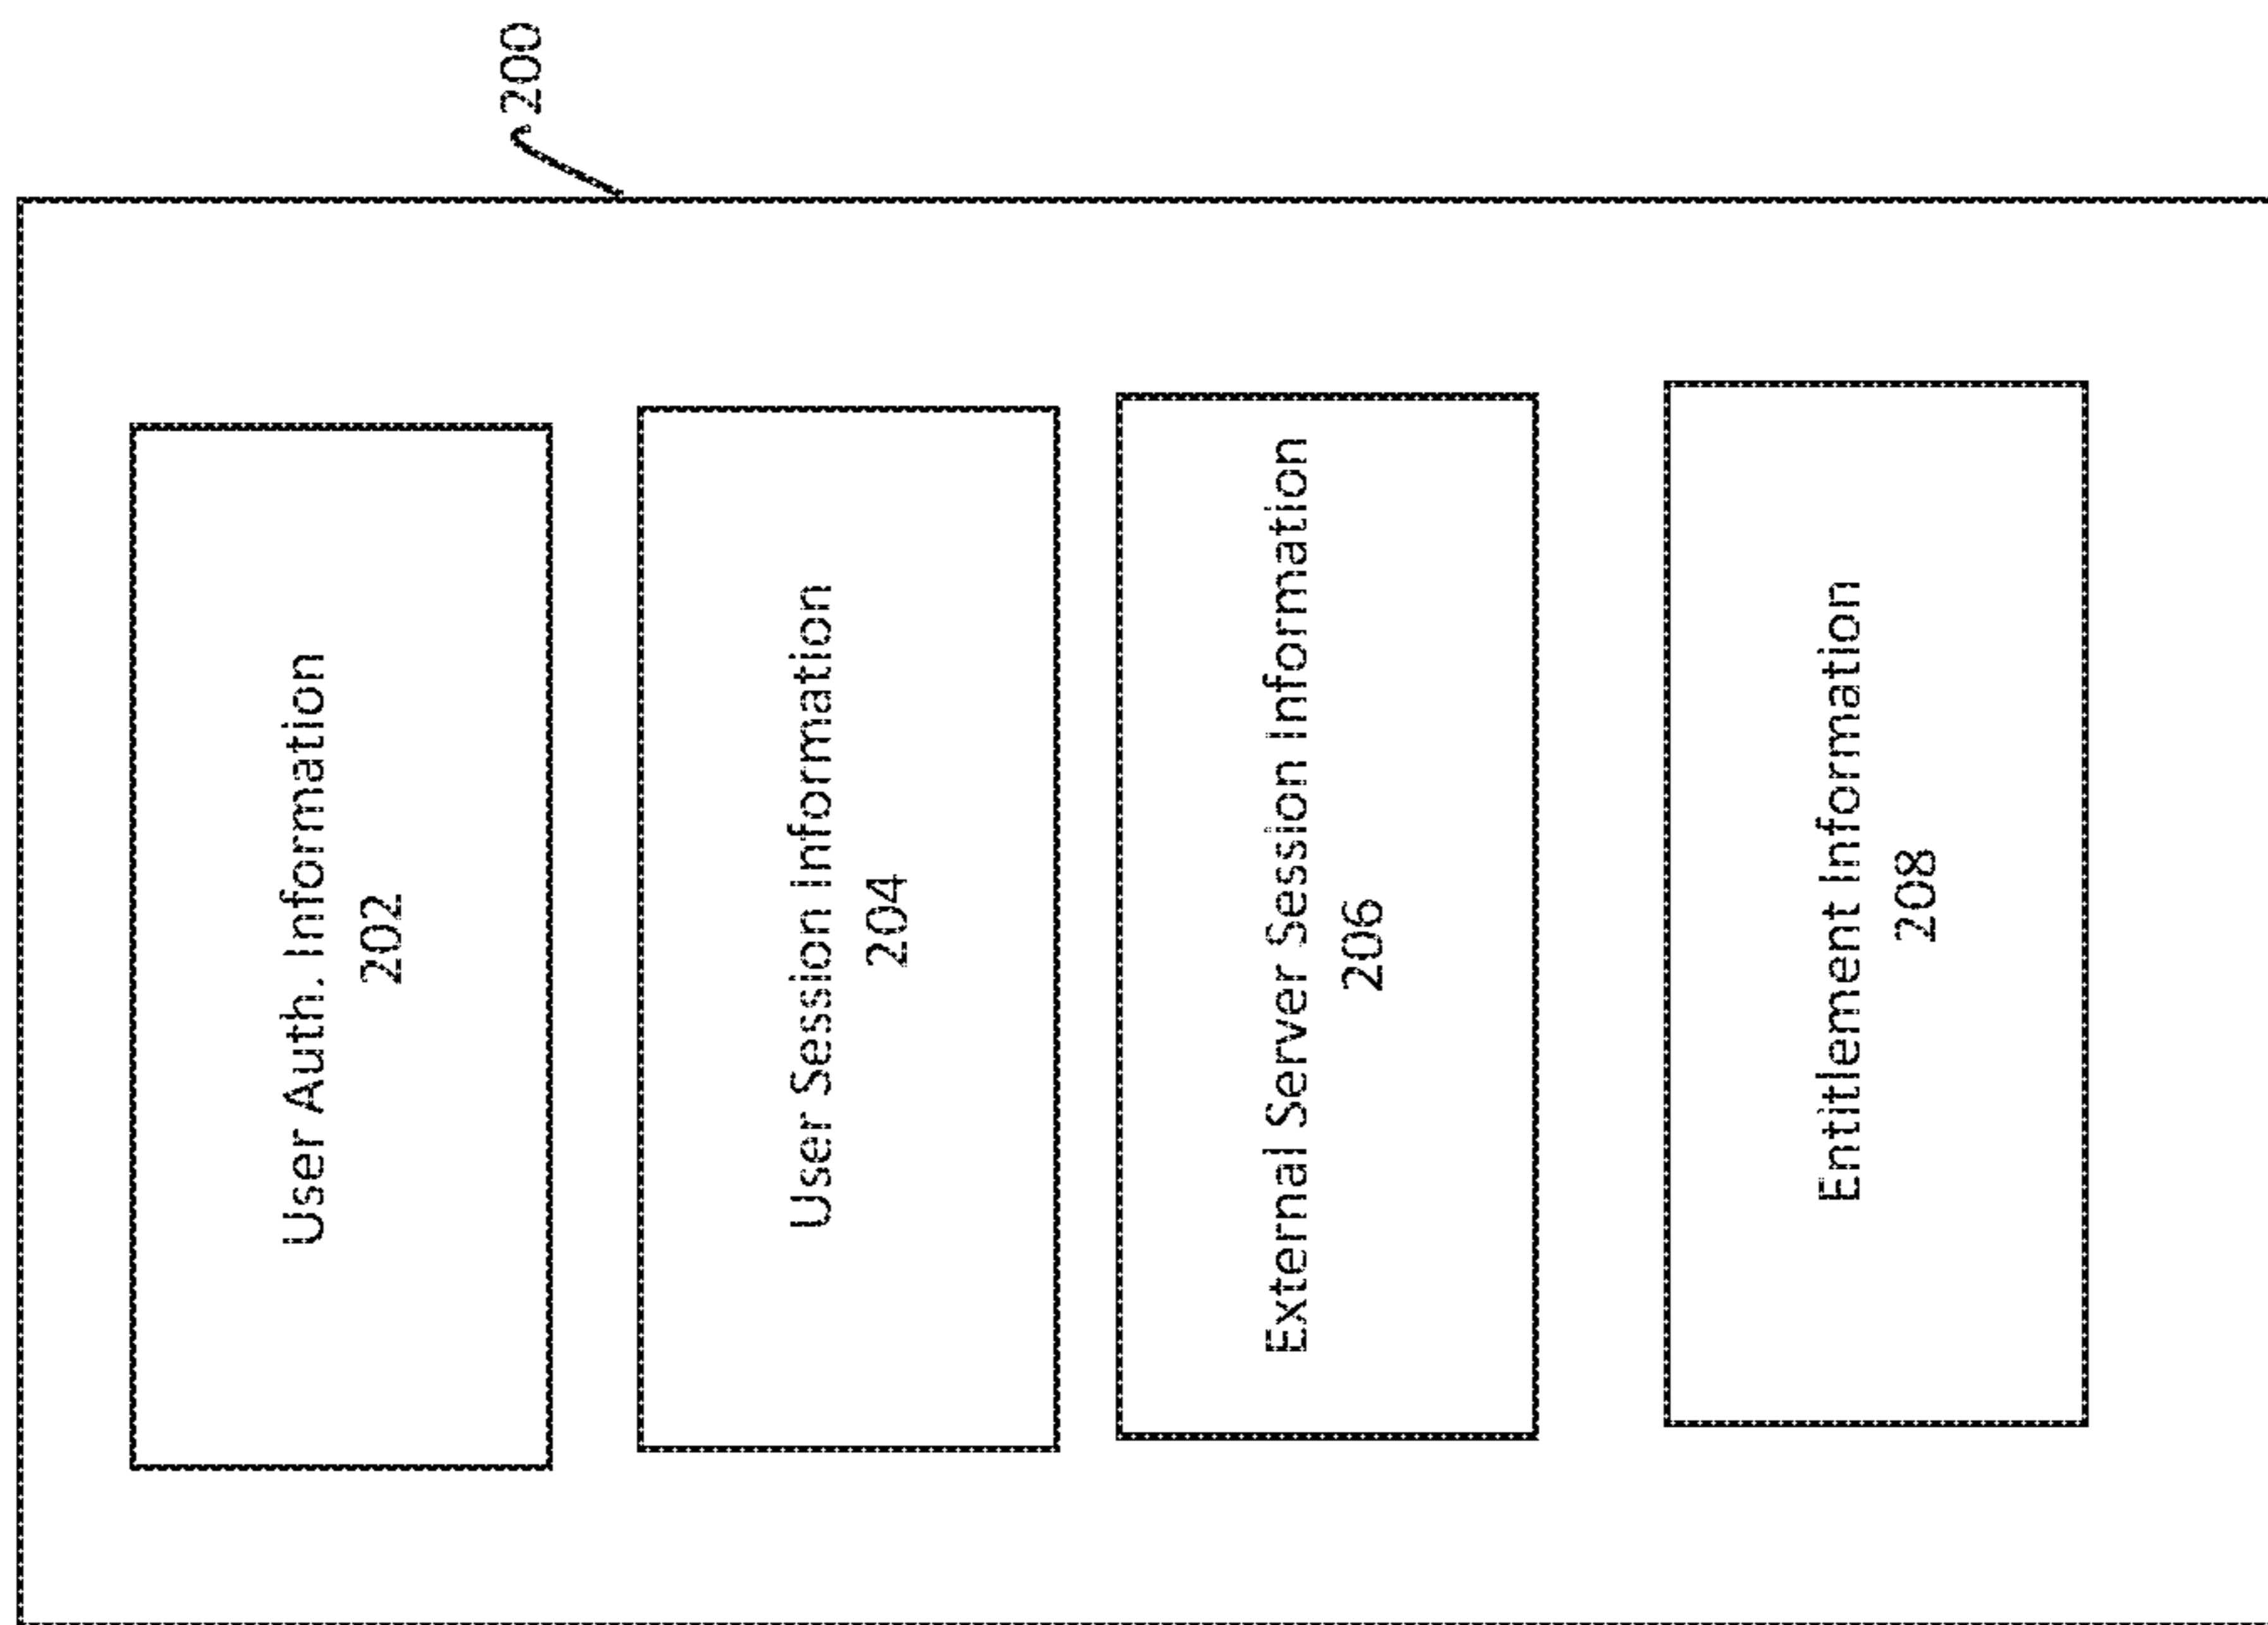 200
User Auth. Information
202
User Session Information
204
External Server Session Information
206
Entitlement Information
208